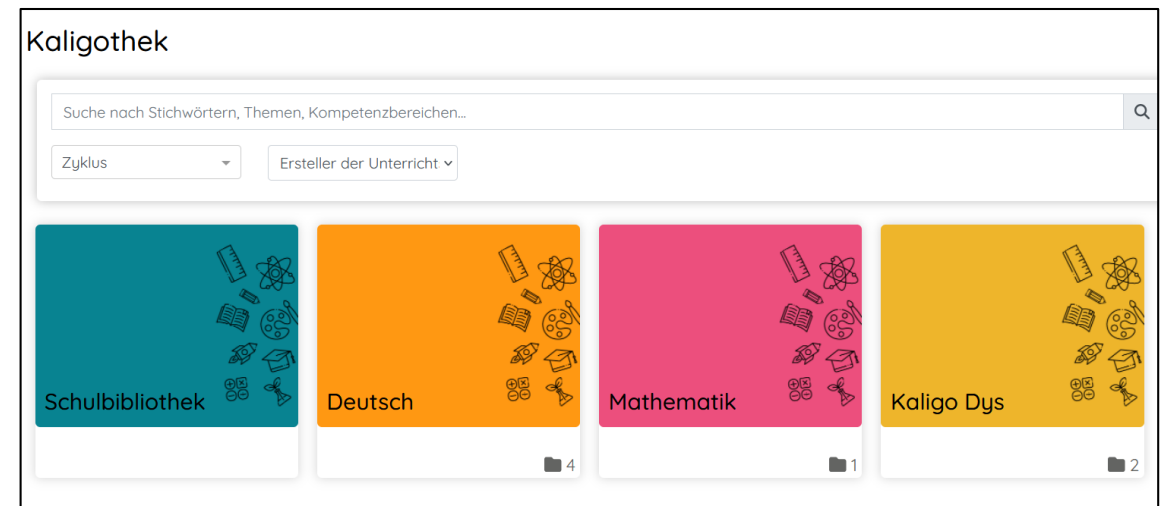 Kaligothek
Suche nach Stichwörtern, Themen, Kompetenzbereichen...
Zyklus
Ersteller der Unterricht
Schulbibliothek
Deutsch
Mathematik
Kaligo Dys
4
1
2